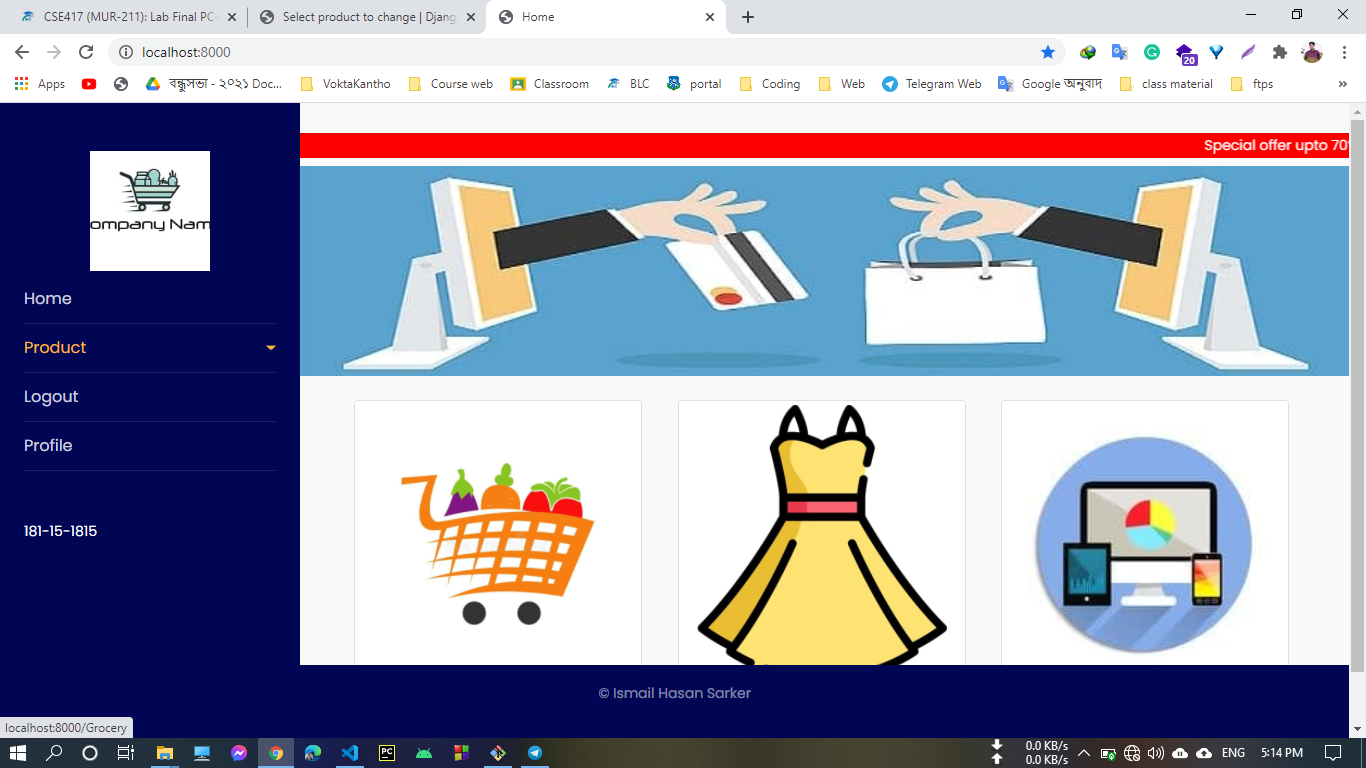 CSE417 (MUR-211): Lab Final PC-
Select product to change | Djang
Home
localhost:8000
20
Apps
বন্ধুসভা - ২০২১ Doc...
VoktaKantho
Course web
Classroom
BLC
portal
Coding
Web
Telegram Web
Google অনুবাদ
class material
ftps
»
Special offer upto 70%
ompany Nam
Home
Product
Logout
Profile
181-15-1815
© Ismail Hasan Sarker
localhost:8000/Grocery
PC
0.0 KB/s
0.0 KB/s
ENG
5:14 PM